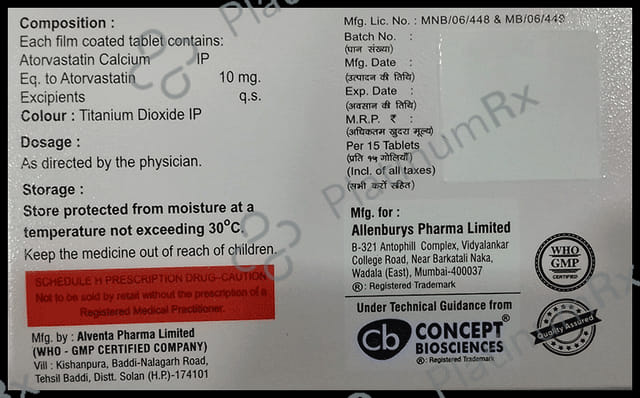 Composition :
Each film coated tablet contains:
Atorvastatin Calcium IP
Eq. to Atorvastatin 10 mg.
Excipients q.s.
Colour : Titanium Dioxide IP
Dosage :
As directed by the physician.
Storage :
Store protected from moisture at a
temperature not exceeding 30°C.
Keep the medicine out of reach of children.
SCHEDULE H PRESCRIPTION DRUG-CAUTION
Not to be sold by retail without the prescription of a
Registered Medical Practitioner.
Mfg. by : Alventa Pharma Limited
(WHO - GMP CERTIFIED COMPANY)
Vill : Kishanpura, Baddi-Nalagarh Road,
Tehsil Baddi, Distt. Solan (H.P.)-174101
Mfg. Lic. No. : MNB/06/448 & MB/06/449
Batch No. :
(पान संख्या)
Mfg. Date :
(उत्पादन की तिथि)
Exp. Date :
(अवसान की तिथि)
M.R.P. ₹ :
(अधिकतम खुदरा मूल्य)
Per 15 Tablets
(प्रति १५ गोलियाँ)
(Incl. of all taxes)
(सभी करों सहित)
Mfg. for :
Allenburys Pharma Limited
B-321 Antophill Complex, Vidyalankar
College Road, Near Barkatali Naka,
Wadala (East), Mumbai-400037
®: Registered Trademark
WHO
GMP
CERTIFIED
Under Technical Guidance from
cb CONCEPT®
BIOSCIENCES
® : Registered Trademark
Quality Assured
PlatinumRx